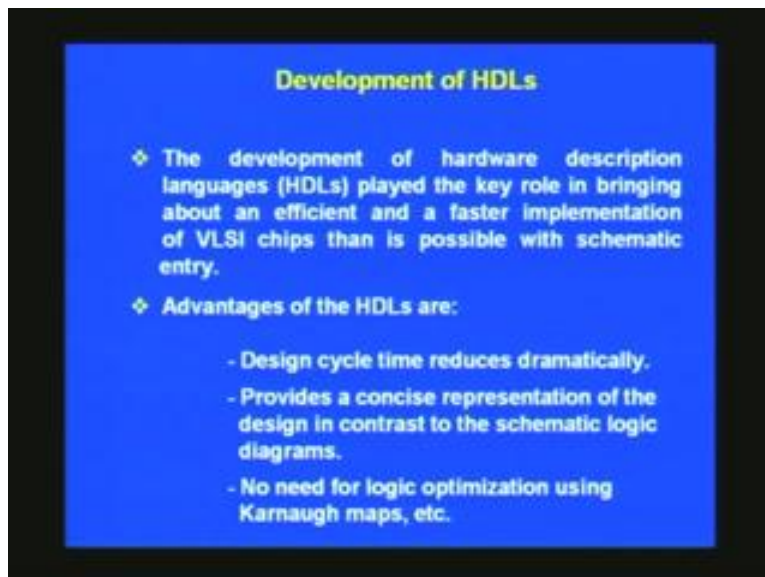 Development of HDLs
❖ The development of hardware description
languages (HDLs) played the key role in bringing
about an efficient and a faster implementation
of VLSI chips than is possible with schematic
entry.
❖ Advantages of the HDLs are:
- Design cycle time reduces dramatically.
- Provides a concise representation of the
design in contrast to the schematic logic
diagrams.
- No need for logic optimization using
Karnaugh maps, etc.